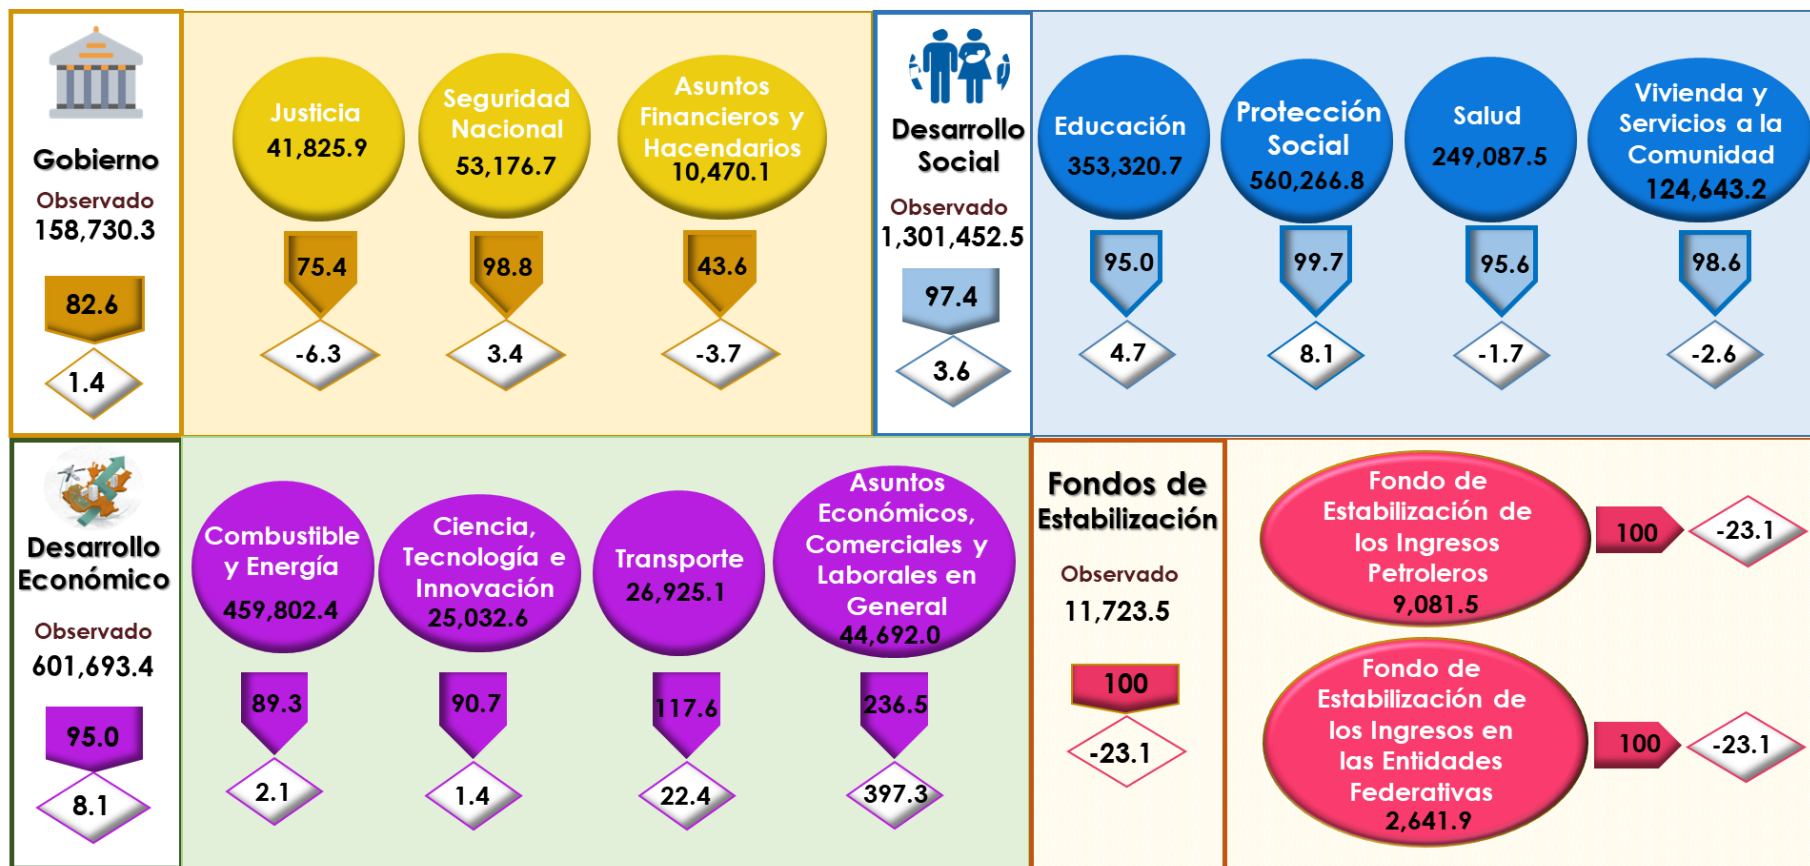 Gobierno
Observado
158,730.3
82.6
1.4
Justicia
41,825.9
75.4
-6.3
Seguridad
Nacional
53,176.7
98.8
3.4
Asuntos
Financieros y
Hacendarios
10,470.1
43.6
-3.7
Desarrollo
Social
Observado
1,301,452.5
97.4
3.6
Educación
353,320.7
95.0
4.7
Protección
Social
560,266.8
99.7
8.1
Salud
249,087.5
95.6
-1.7
Vivienda y
Servicios a la
Comunidad
124,643.2
98.6
-2.6
Desarrollo
Económico
Observado
601,693.4
95.0
8.1
Combustible
y Energía
459,802.4
89.3
2.1
Ciencia,
Tecnología e
Innovación
25,032.6
90.7
1.4
Transporte
26,925.1
117.6
22.4
Asuntos
Económicos,
Comerciales y
Laborales en
General
44,692.0
236.5
397.3
Fondos de
Estabilización
Observado
11,723.5
100
-23.1
Fondo de
Estabilización de
los Ingresos
Petroleros
9,081.5
100
-23.1
Fondo de
Estabilización de
los Ingresos en
las Entidades
Federativas
2,641.9
100
-23.1